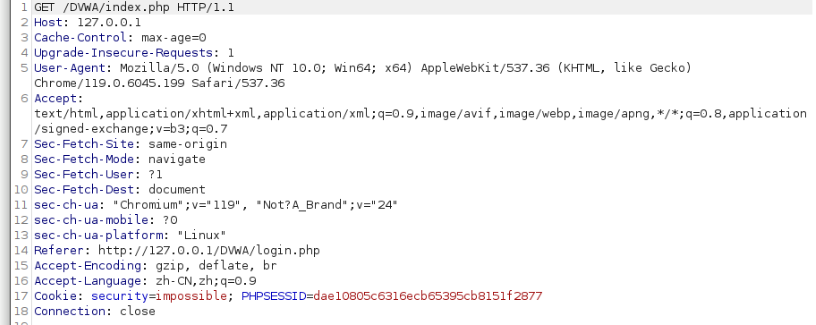 1 GET /DVWA/index.php HTTP/1.1
2 Host: 127.0.0.1
3 Cache-Control: max-age=0
4 Upgrade-Insecure-Requests: 1
5 User-Agent: Mozilla/5.0 (Windows NT 10.0; Win64; x64) AppleWebKit/537.36 (KHTML, like Gecko)
Chrome/119.0.6045.199 Safari/537.36
6 Accept:
text/html,application/xhtml+xml,application/xml;q=0.9,image/avif,image/webp,image/apng,*/*;q=0.8,application
/signed-exchange;v=b3;q=0.7
7 Sec-Fetch-Site: same-origin
8 Sec-Fetch-Mode: navigate
9 Sec-Fetch-User: ?1
10 Sec-Fetch-Dest: document
11 sec-ch-ua: "Chromium";v="119", "Not?A_Brand";v="24"
12 sec-ch-ua-mobile: ?0
13 sec-ch-ua-platform: "Linux"
14 Referer: http://127.0.0.1/DVWA/login.php
15 Accept-Encoding: gzip, deflate, br
16 Accept-Language: zh-CN,zh;q=0.9
17 Cookie: security=impossible; PHPSESSID=dae10805c6316ecb65395cb8151f2877
18 Connection: close